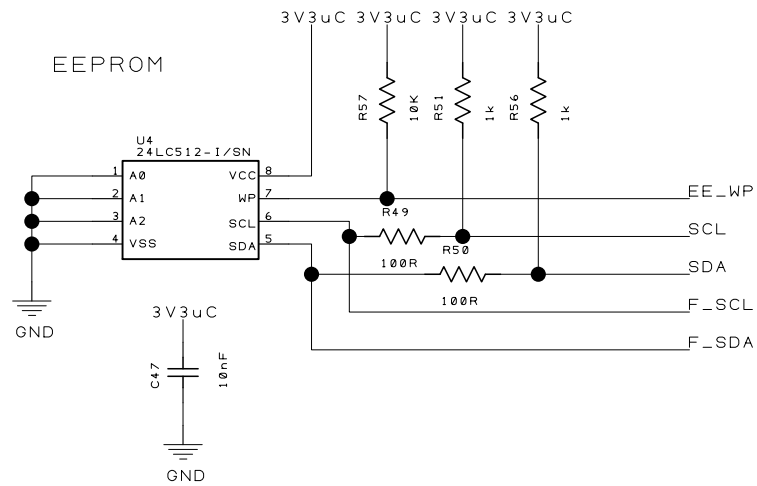 3V3uC 3V3uC 3V3uC 3V3uC
EEPROM
R57 10K R51 1k R56 1k
U4
24LC512-I/SN
1 A0 VCC 8
2 A1 WP 7 EE_WP
R49
3 A2 SCL 6 SCL
R50
4 VSS SDA 5 SDA
100R
100R
F_SCL
3V3uC
GND
F_SDA
C47 10nF
GND